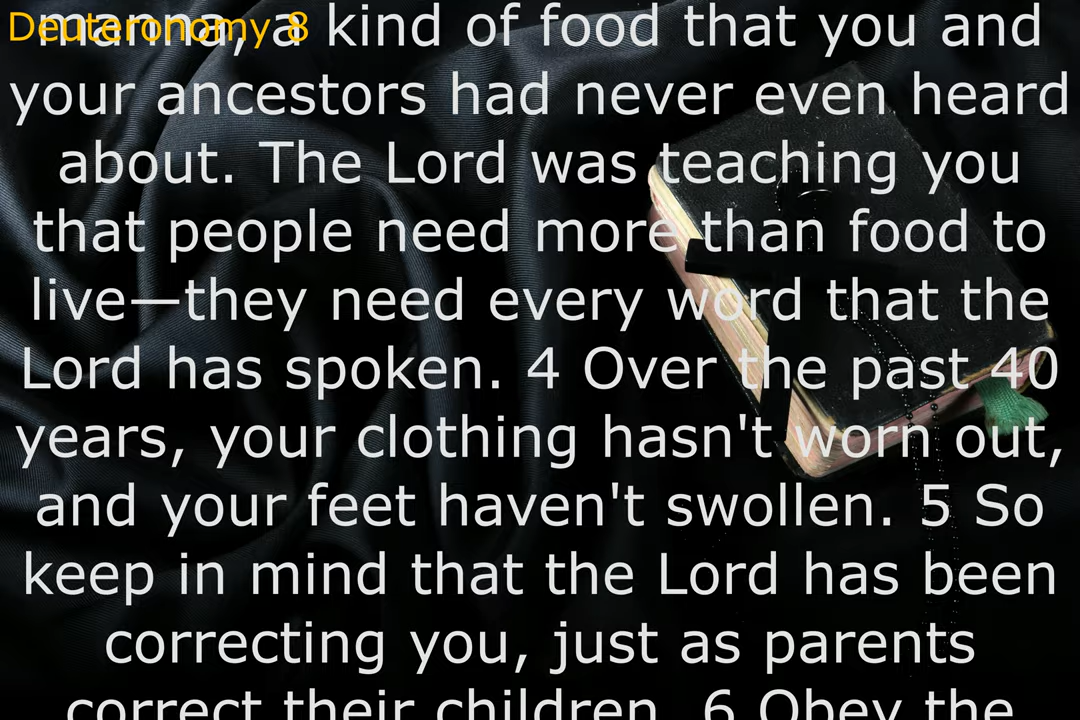 Deuteronomy 8
manna, a kind of food that you and
your ancestors had never even heard
about. The Lord was teaching you
that people need more than food to
live—they need every word that the
Lord has spoken. 4 Over the past 40
years, your clothing hasn't worn out,
and your feet haven't swollen. 5 So
keep in mind that the Lord has been
correcting you, just as parents
correct their children. 6 Obey the